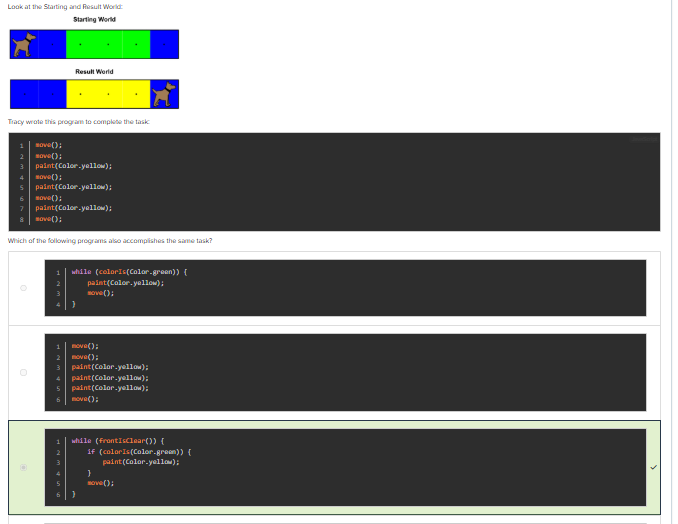 Look at the Starting and Result World:
Starting World
Result World
Tracy wrote this program to complete the task:
1 move();
2 move();
3 paint(Color.yellow);
4 move();
5 paint(Color.yellow);
6 move();
7 paint(Color.yellow);
8 move();
Which of the following programs also accomplishes the same task?
1 while (colorIs(Color.green)) {
2 paint(Color.yellow);
3 move();
4 }
1 move();
2 move();
3 paint(Color.yellow);
4 paint(Color.yellow);
5 paint(Color.yellow);
6 move();
1 while (frontIsClear()) {
2 if (colorIs(Color.green)) {
3 paint(Color.yellow);
4 }
5 move();
6 }